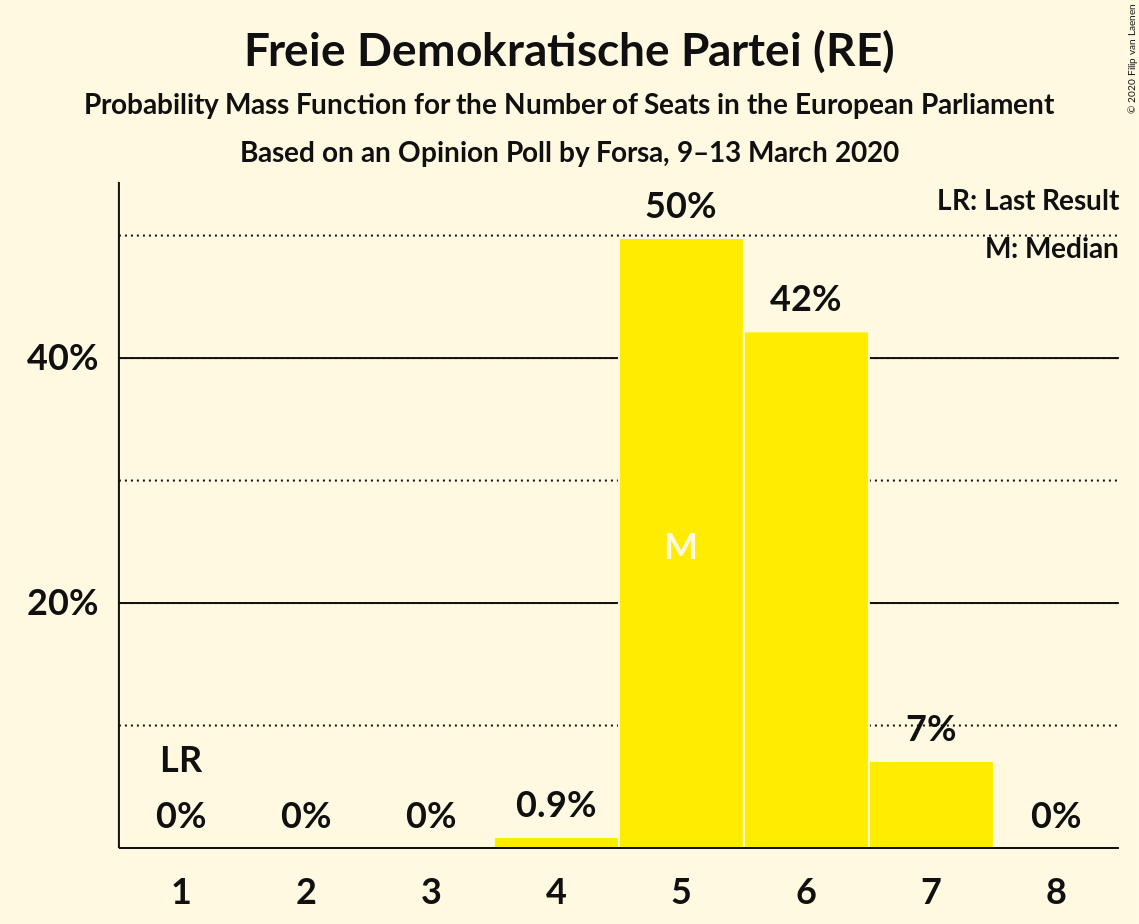 Freie Demokratische Partei (RE)
Probability Mass Function for the Number of Seats in the European Parliament
Based on an Opinion Poll by Forsa, 9–13 March 2020
© 2020 Filip van Laenen
LR: Last Result
M: Median
50%
42%
40%
M
20%
7%
LR
0.9%
0%
0%
0%
0%
1
2
3
4
5
6
7
8